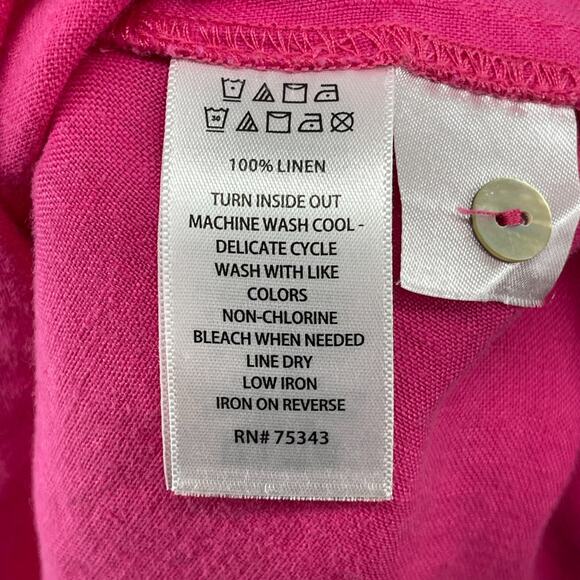 30
100% LINEN
TURN INSIDE OUT
MACHINE WASH COOL -
DELICATE CYCLE
WASH WITH LIKE
COLORS
NON-CHLORINE
BLEACH WHEN NEEDED
LINE DRY
LOW IRON
IRON ON REVERSE
RN# 75343